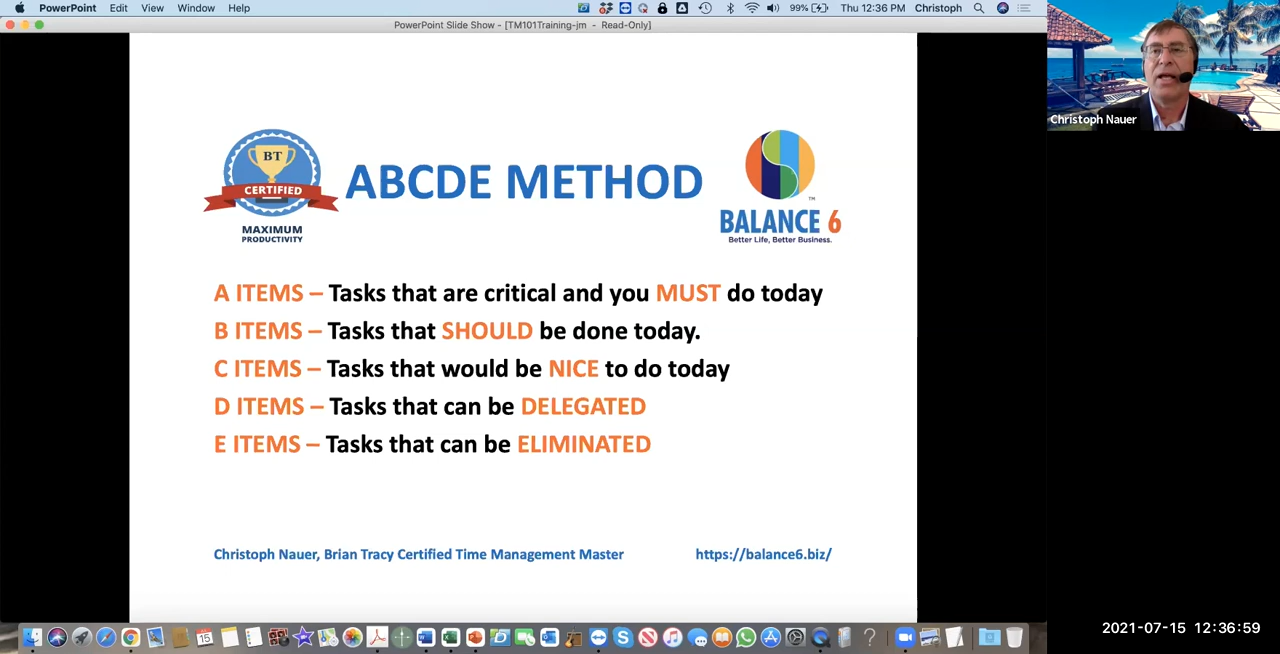 PowerPoint Edit View Window Help 99% Thu 12:36 PM Christoph
PowerPoint Slide Show - [TM101Training-jm - Read-Only]
Christoph Nauer
BT
CERTIFIED
MAXIMUM
PRODUCTIVITY
ABCDE METHOD
TM
BALANCE 6
Better Life, Better Business.
A ITEMS – Tasks that are critical and you MUST do today
B ITEMS – Tasks that SHOULD be done today.
C ITEMS – Tasks that would be NICE to do today
D ITEMS – Tasks that can be DELEGATED
E ITEMS – Tasks that can be ELIMINATED
Christoph Nauer, Brian Tracy Certified Time Management Master https://balance6.biz/
15
2021-07-15 12:36:59